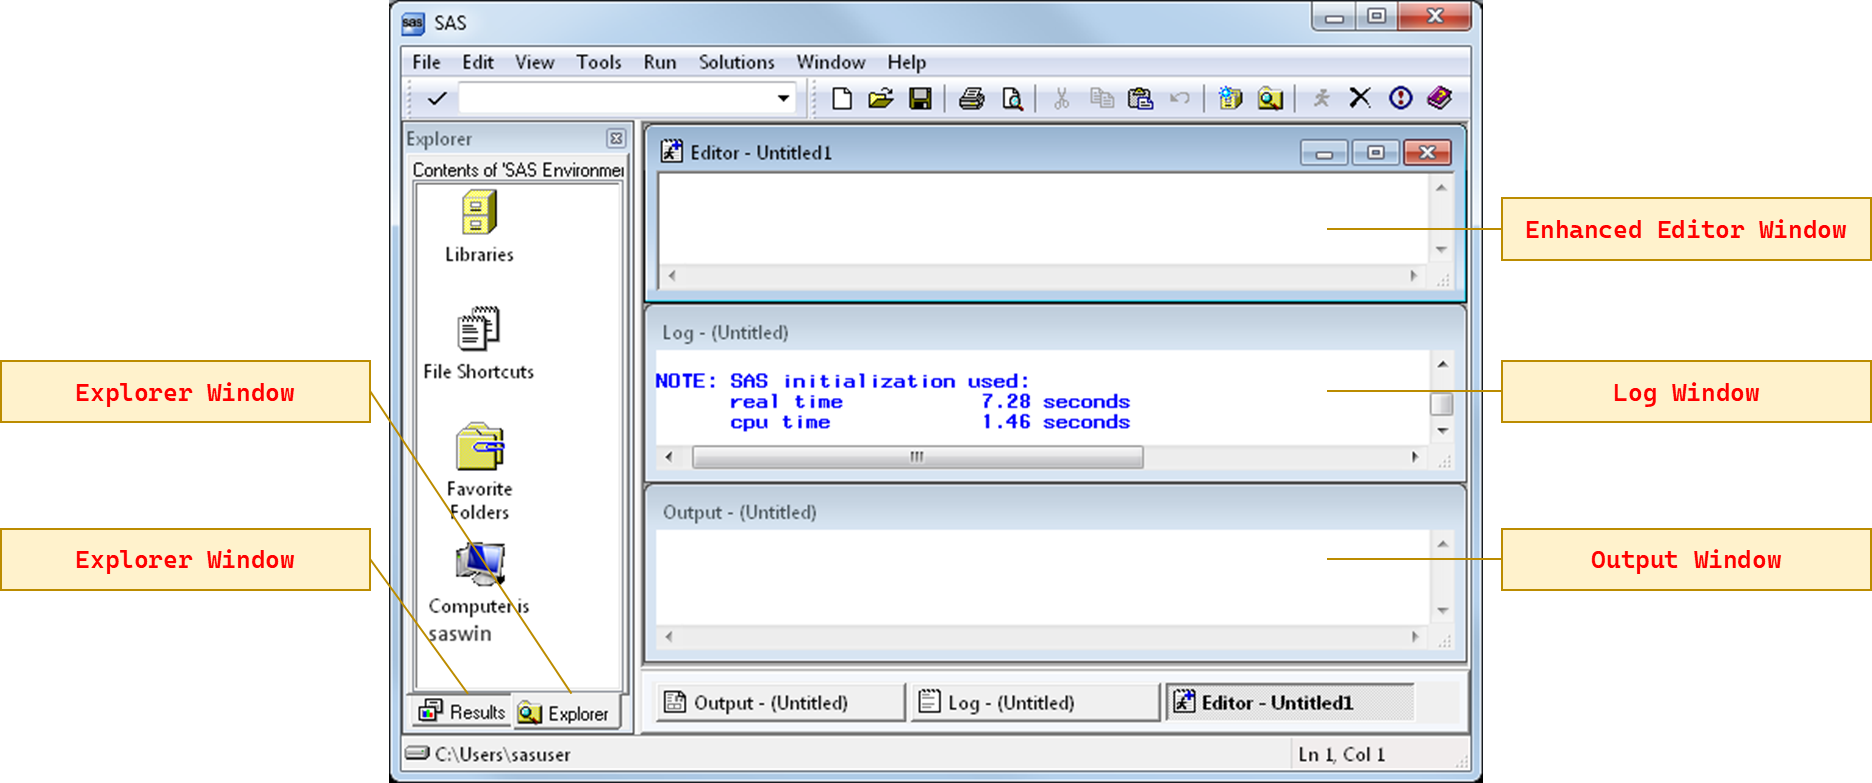 SAS
File Edit View Tools Run Solutions Window Help
Explorer
Contents of 'SAS Environmer
Libraries
File Shortcuts
Favorite
Folders
Computer is
saswin
Results
Explorer
Editor - Untitled1
Log - (Untitled)
NOTE: SAS initialization used:
real time 7.28 seconds
cpu time 1.46 seconds
Output - (Untitled)
Output - (Untitled)
Log - (Untitled)
Editor - Untitled1
C:\Users\sasuser
Ln 1, Col 1
Explorer Window
Explorer Window
Enhanced Editor Window
Log Window
Output Window